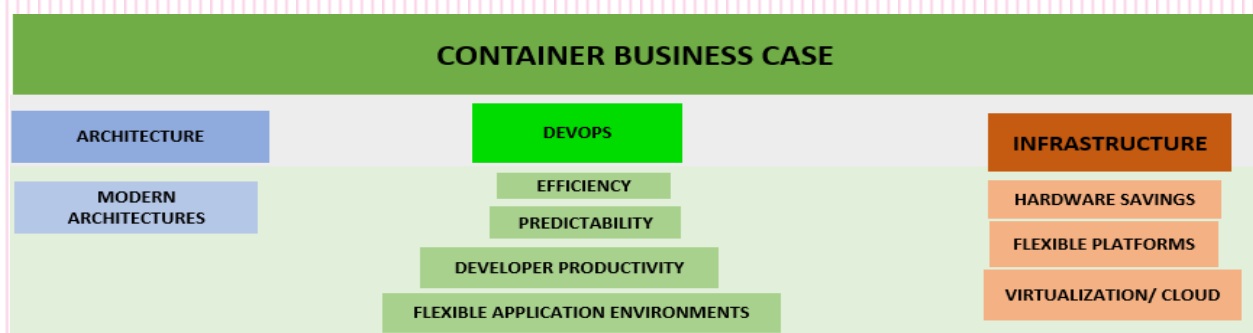 CONTAINER BUSINESS CASE
ARCHITECTURE
MODERN
ARCHITECTURES
DEVOPS
EFFICIENCY
PREDICTABILITY
DEVELOPER PRODUCTIVITY
FLEXIBLE APPLICATION ENVIRONMENTS
INFRASTRUCTURE
HARDWARE SAVINGS
FLEXIBLE PLATFORMS
VIRTUALIZATION/ CLOUD